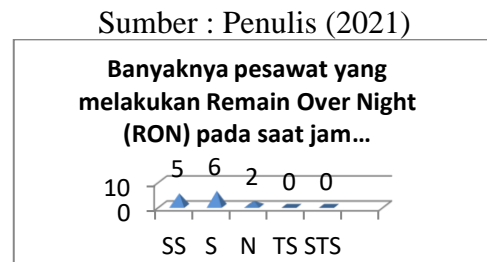 Sumber : Penulis (2021)
Banyaknya pesawat yang
melakukan Remain Over Night
(RON) pada saat jam...
5 6 2 0 0
10
0
SS S N TS STS